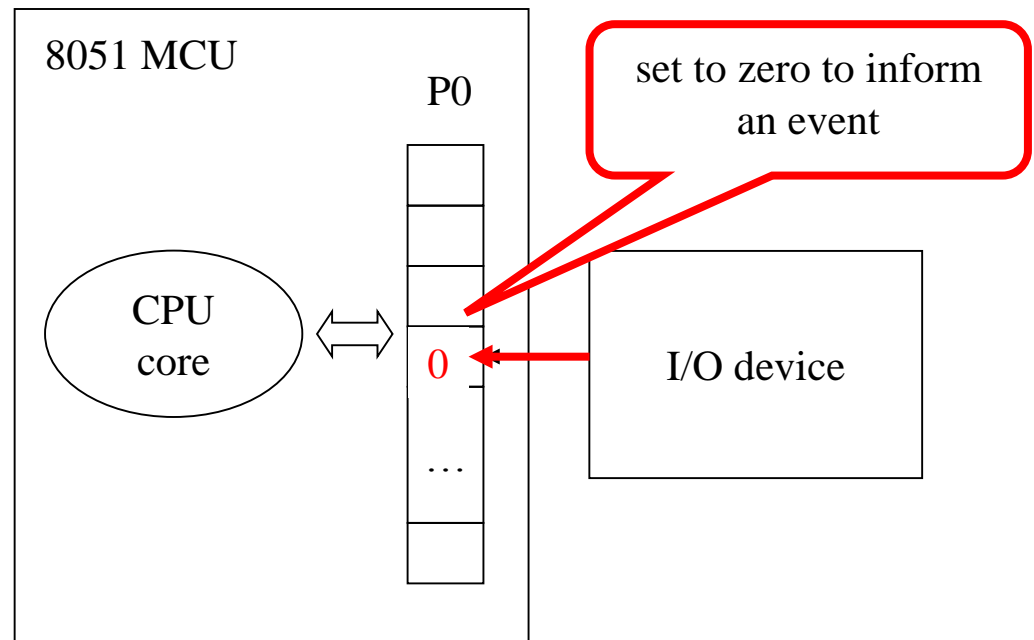 8051 MCU
P0
set to zero to inform
an event
CPU
core
0
I/O device
...